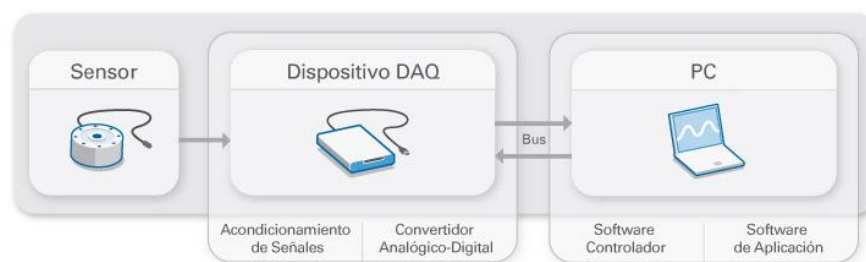 Sensor
Dispositivo DAQ
PC
Bus
Acondicionamiento
de Señales
Convertidor
Analógico-Digital
Software
Controlador
Software
de Aplicación